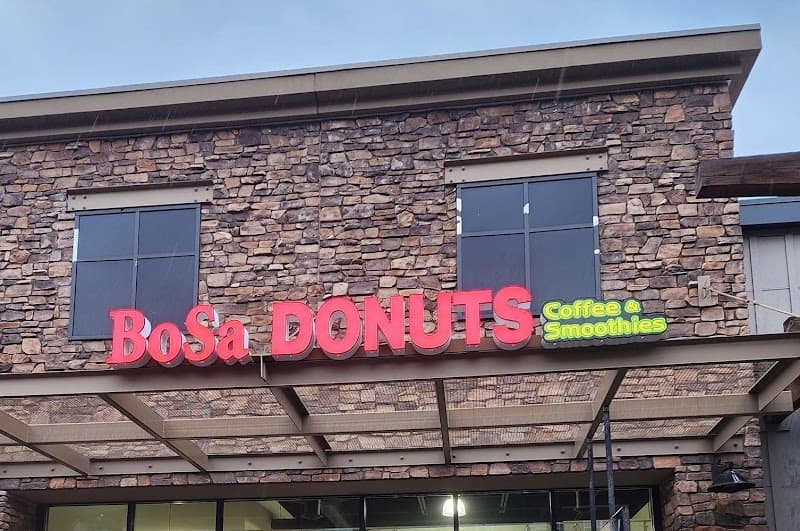 BoSa DONUTS
Coffee &
Smoothies